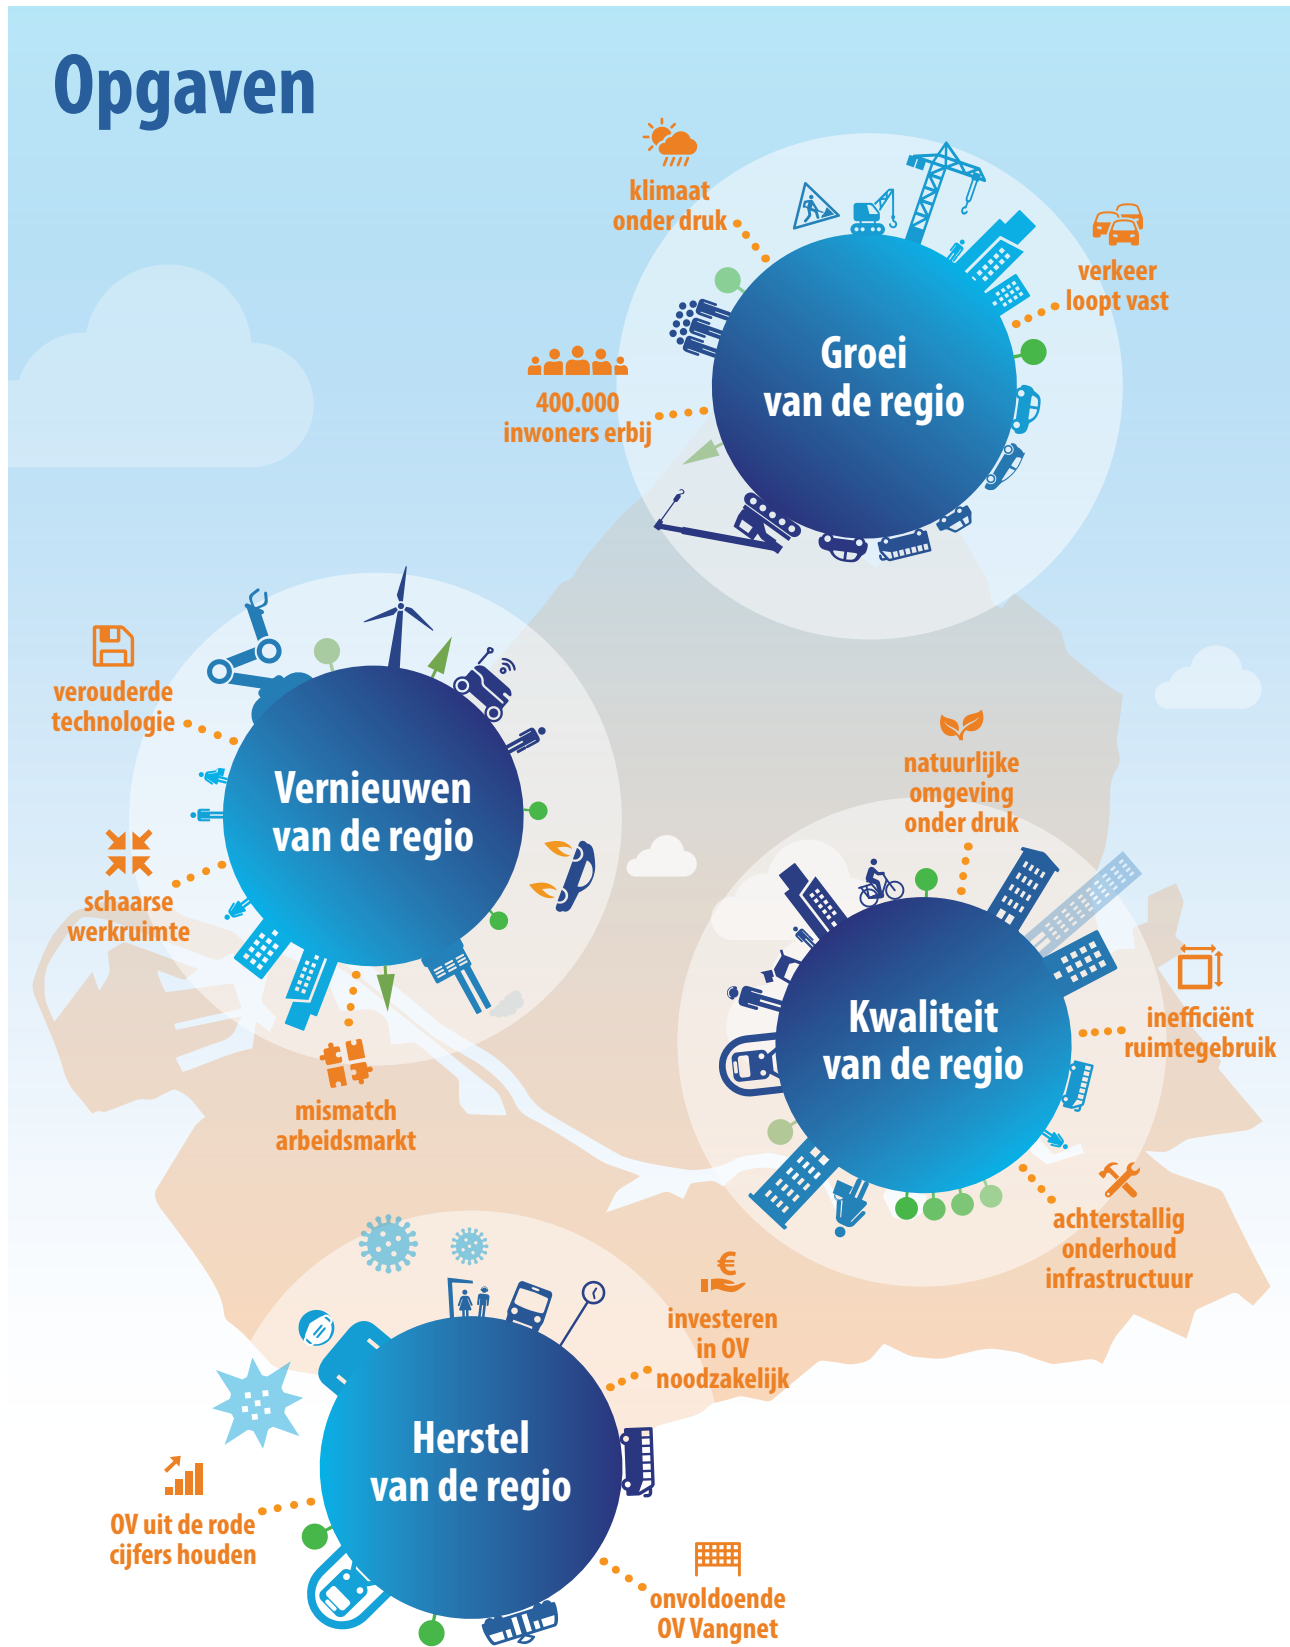 Opgaven
klimaat
onder druk
verkeer
loopt vast
400.000
inwoners erbij
Groei
van de regio
verouderde
technologie
schaarse
werkruimte
mismatch
arbeidsmarkt
Vernieuwen
van de regio
natuurlijke
omgeving
onder druk
inefficiënt
ruimtegebruik
achterstallig
onderhoud
infrastructuur
Kwaliteit
van de regio
€
investeren
in OV
noodzakelijk
OV uit de rode
cijfers houden
onvoldoende
OV Vangnet
Herstel
van de regio